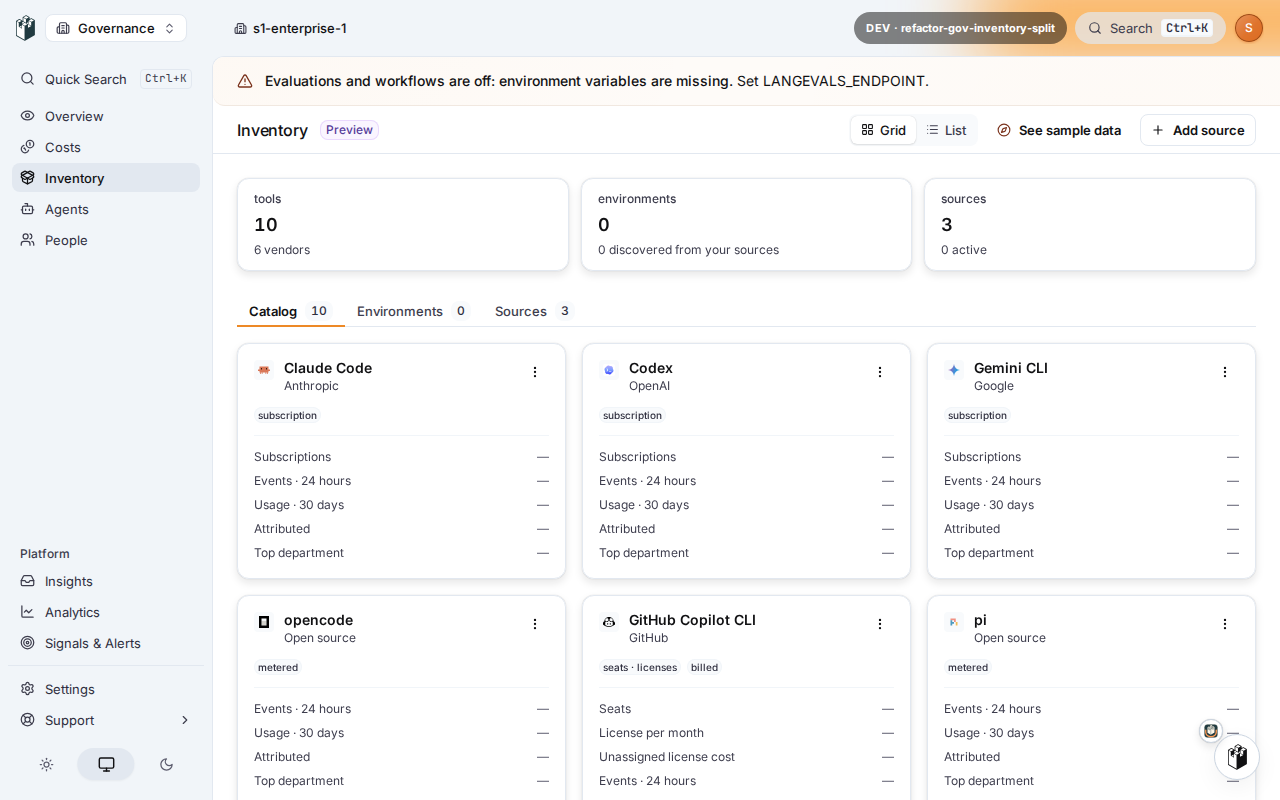 Governance
s1-enterprise-1
DEV · refactor-gov-inventory-split
Search Ctrl+K
S
Quick Search Ctrl+K
Overview
Costs
Inventory
Agents
People
Platform
Insights
Analytics
Signals & Alerts
Settings
Support
Evaluations and workflows are off: environment variables are missing. Set LANGEVALS_ENDPOINT.
Inventory Preview
Grid List See sample data + Add source
tools
10
6 vendors
environments
0
0 discovered from your sources
sources
3
0 active
Catalog 10 Environments 0 Sources 3
Claude Code
Anthropic
subscription
Subscriptions —
Events · 24 hours —
Usage · 30 days —
Attributed —
Top department —
Codex
OpenAI
subscription
Subscriptions —
Events · 24 hours —
Usage · 30 days —
Attributed —
Top department —
Gemini CLI
Google
subscription
Subscriptions —
Events · 24 hours —
Usage · 30 days —
Attributed —
Top department —
opencode
Open source
metered
Events · 24 hours —
Usage · 30 days —
Attributed —
Top department —
GitHub Copilot CLI
GitHub
seats · licenses billed
Seats —
License per month —
Unassigned license cost —
Events · 24 hours —
pi
Open source
metered
Events · 24 hours —
Usage · 30 days —
Attributed —
Top department —